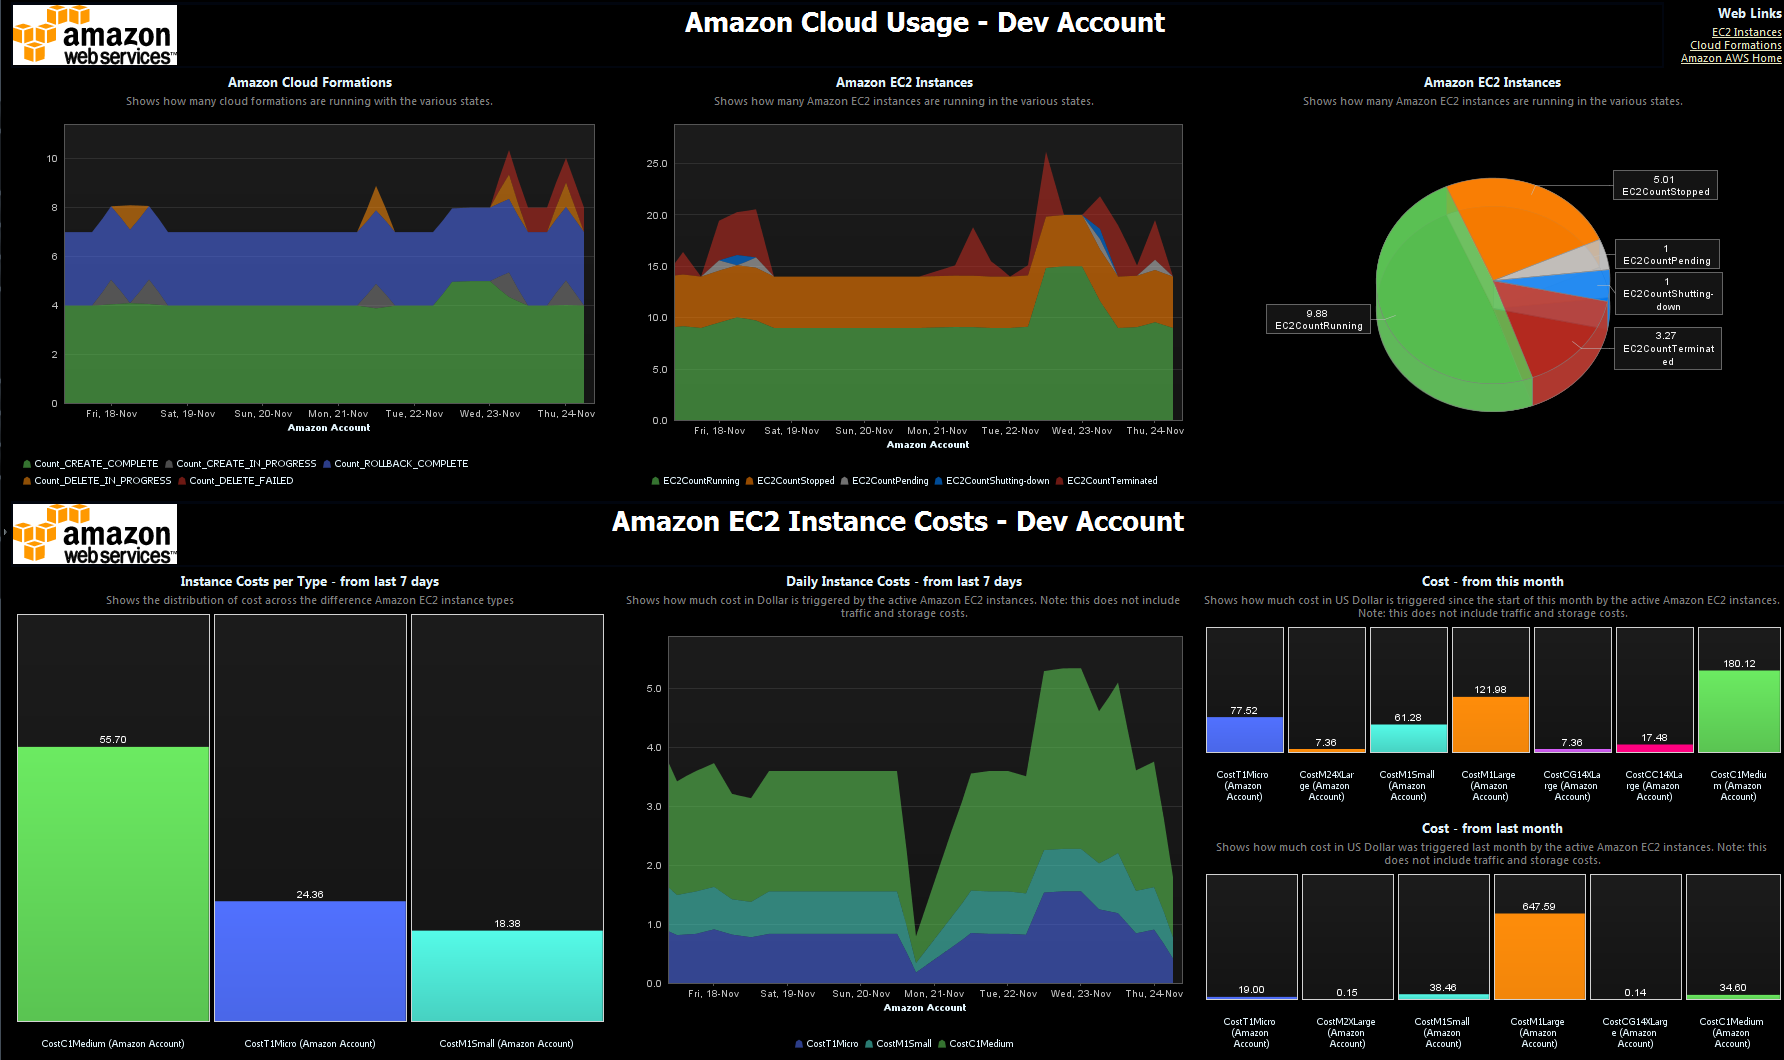 amazon
webservices™
Amazon Cloud Usage - Dev Account
Web Links
EC2 Instances
Cloud Formations
Amazon AWS Home
Amazon Cloud Formations
Shows how many cloud formations are running with the various states.
10
8
6
4
2
0
Fri, 18-Nov
Sat, 19-Nov
Sun, 20-Nov
Mon, 21-Nov
Tue, 22-Nov
Wed, 23-Nov
Thu, 24-Nov
Amazon Account
Count_CREATE_COMPLETE
Count_CREATE_IN_PROGRESS
Count_ROLLBACK_COMPLETE
Count_DELETE_IN_PROGRESS
Count_DELETE_FAILED
Amazon EC2 Instances
Shows how many Amazon EC2 instances are running in the various states.
25.0
20.0
15.0
10.0
5.0
0.0
Fri, 18-Nov
Sat, 19-Nov
Sun, 20-Nov
Mon, 21-Nov
Tue, 22-Nov
Wed, 23-Nov
Thu, 24-Nov
Amazon Account
EC2CountRunning
EC2CountStopped
EC2CountPending
EC2CountShutting-down
EC2CountTerminated
Amazon EC2 Instances
Shows how many Amazon EC2 instances are running in the various states.
5.01
EC2CountStopped
1
EC2CountPending
1
EC2CountShutting-
down
9.88
EC2CountRunning
3.27
EC2CountTerminat
ed
amazon
webservices™
Amazon EC2 Instance Costs - Dev Account
Instance Costs per Type - from last 7 days
Shows the distribution of cost across the difference Amazon EC2 instance types
55.70
24.36
18.38
CostC1Medium (Amazon Account)
CostT1Micro (Amazon Account)
CostM1Small (Amazon Account)
Daily Instance Costs - from last 7 days
Shows how much cost in Dollar is triggered by the active Amazon EC2 instances. Note: this does not include
traffic and storage costs.
5.0
4.0
3.0
2.0
1.0
0.0
Fri, 18-Nov
Sat, 19-Nov
Sun, 20-Nov
Mon, 21-Nov
Tue, 22-Nov
Wed, 23-Nov
Thu, 24-Nov
Amazon Account
CostT1Micro
CostM1Small
CostC1Medium
Cost - from this month
Shows how much cost in US Dollar is triggered since the start of this month by the active Amazon EC2 instances.
Note: this does not include traffic and storage costs.
77.52
7.36
61.28
121.98
7.36
17.48
180.12
CostT1Micro
(Amazon
Account)
CostM24XLar
ge (Amazon
Account)
CostM1Small
(Amazon
Account)
CostM1Large
(Amazon
Account)
CostCG14XLa
rge (Amazon
Account)
CostCC14XLa
rge (Amazon
Account)
CostC1Mediu
m (Amazon
Account)
Cost - from last month
Shows how much cost in US Dollar was triggered last month by the active Amazon EC2 instances. Note: this
does not include traffic and storage costs.
19.00
0.15
38.46
647.59
0.14
34.60
CostT1Micro
(Amazon
Account)
CostM2XLarge
(Amazon
Account)
CostM1Small
(Amazon
Account)
CostM1Large
(Amazon
Account)
CostCG14XLarg
e (Amazon
Account)
CostC1Medium
(Amazon
Account)